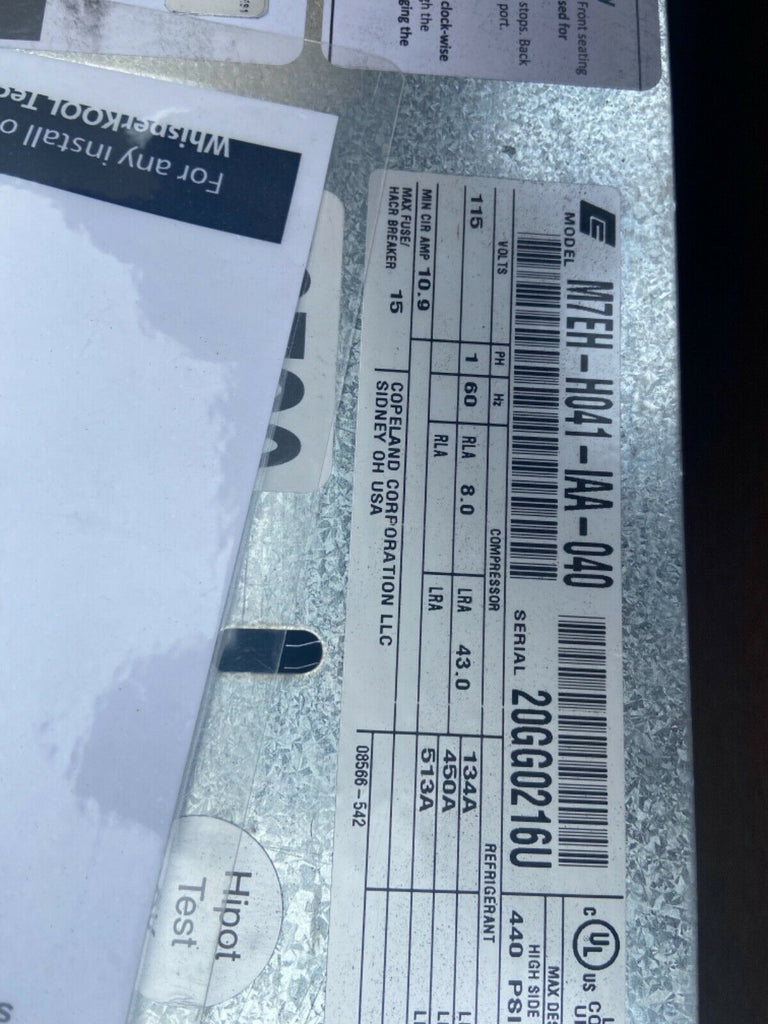 MODEL M7EH-H041-IAA-040
SERIAL 20GG0216U
VOLTS PH Hz COMPRESSOR REFRIGERANT
115 1 60 RLA 8.0 LRA 43.0 134A
RLA LRA 450A
513A
MIN CIR AMP 10.9
MAX FUSE/
HACR BREAKER 15
COPELAND CORPORATION LLC
SIDNEY OH USA
08566-542
C UL US
MAX
HIGH SIDE
440 PSI
Front seating
sed for
stops. Back
port.
clock-wise
the
ging the
WhisperKOOL
For any install
Hipot
Test